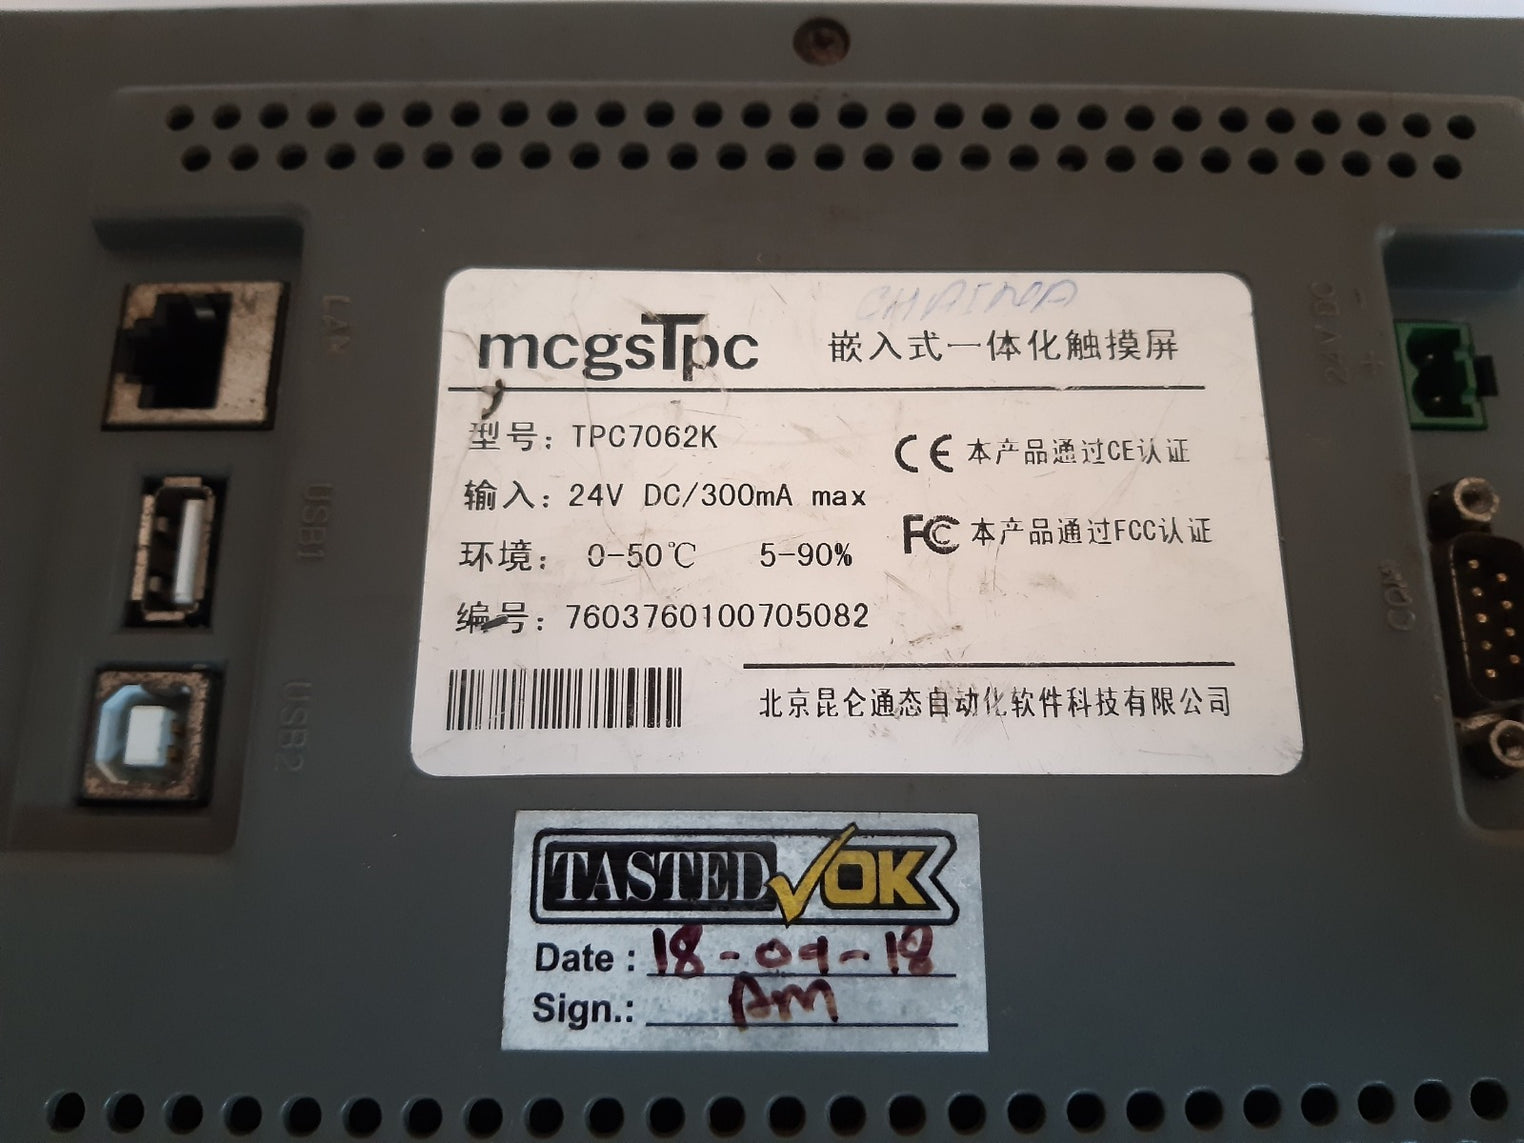 CHAINA
mcgsTpc 嵌入式一体化触摸屏
型号: TPC7062K
CE 本产品通过CE认证
输入: 24V DC/300mA max
FC 本产品通过FCC认证
环境: 0-50℃ 5-90%
编号: 7603760100705082
北京昆仑通态自动化软件科技有限公司
LAN
USB1
USB2
24V DC
- +
TASTED OK
Date : 18-09-18
Sign.: Am